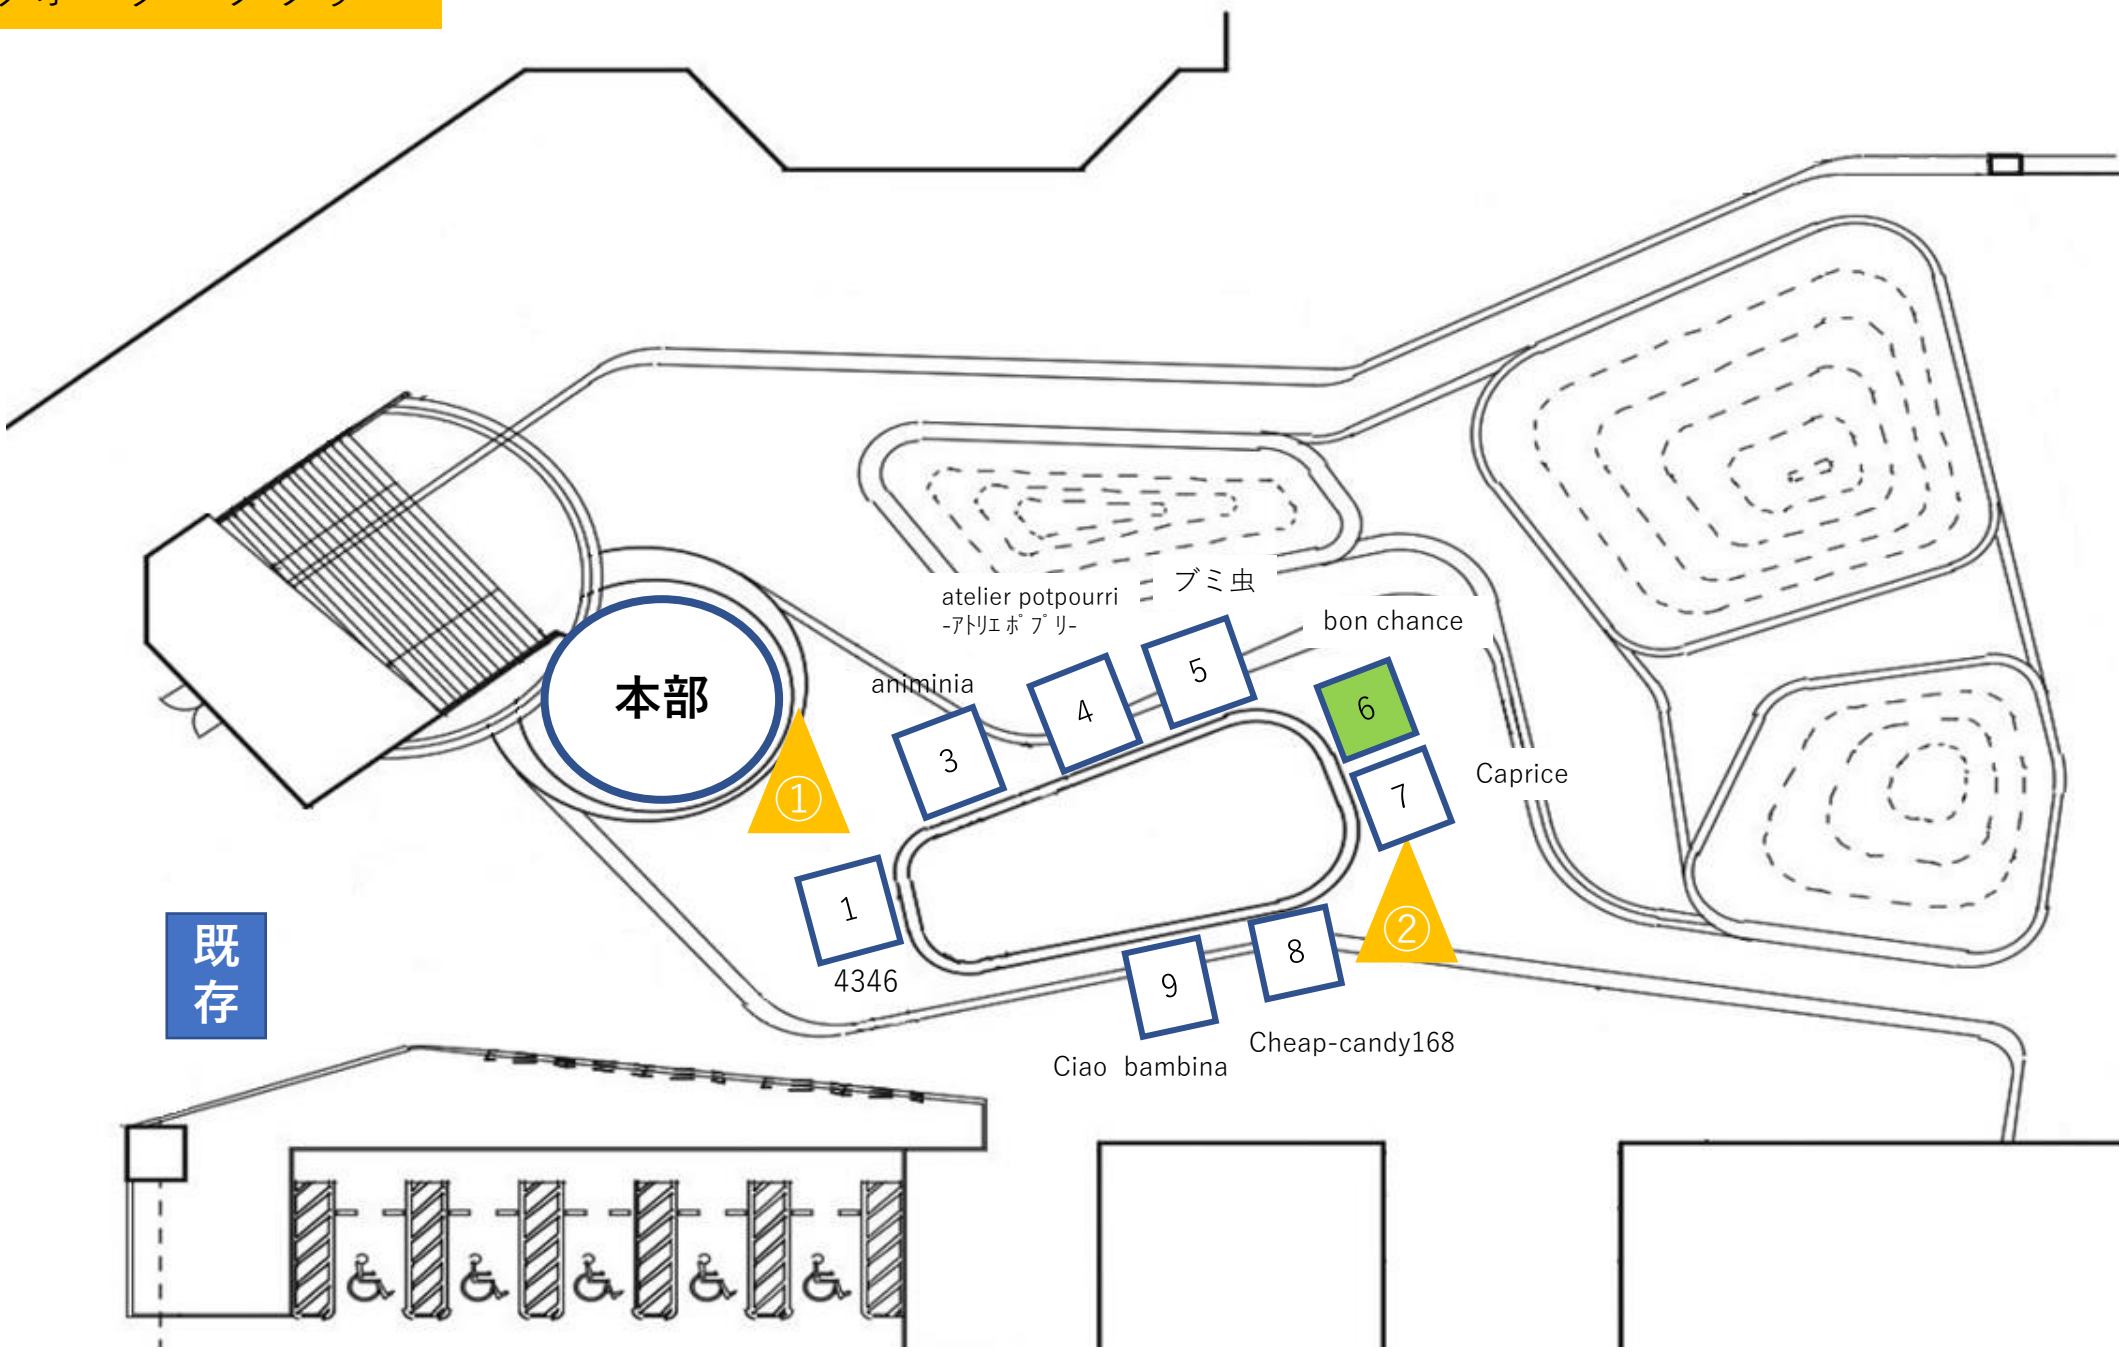 ブミ虫
atelier potpourri
-ｱﾄﾘｴ ﾎﾟﾌﾟﾘ-
bon chance
本部
animinia
3
4
5
6
7
Caprice
①
②
1
4346
8
9
Cheap-candy168
Ciao bambina
既
存